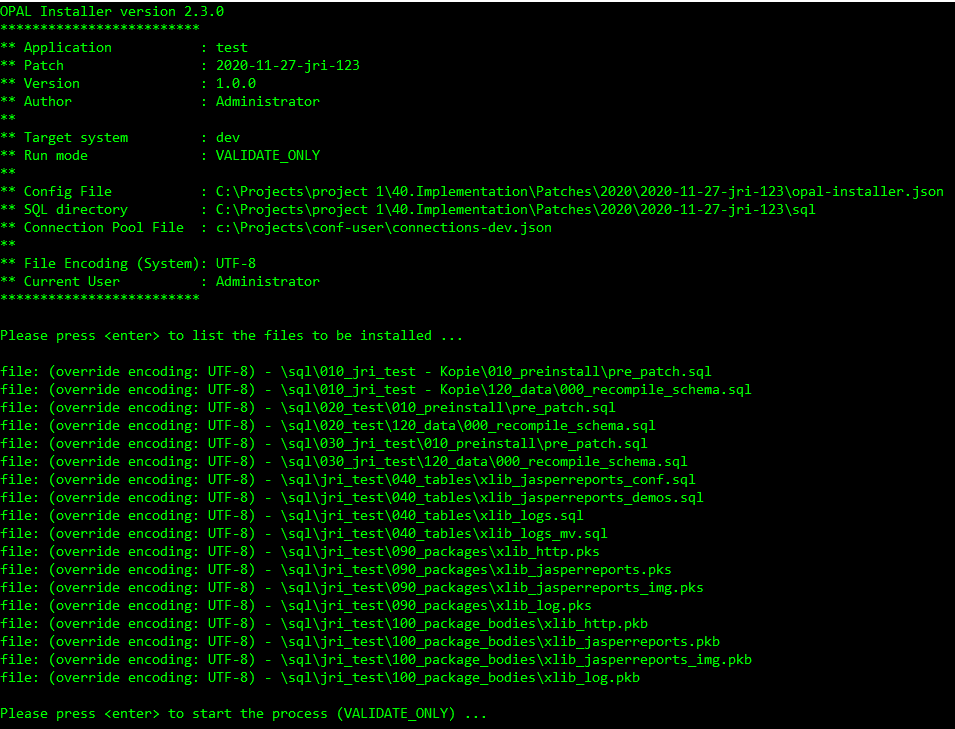 OPAL Installer version 2.3.0
*************************
** Application           : test
** Patch                 : 2020-11-27-jri-123
** Version               : 1.0.0
** Author                : Administrator
**
** Target system         : dev
** Run mode              : VALIDATE_ONLY
**
** Config File           : C:\Projects\project 1\40.Implementation\Patches\2020\2020-11-27-jri-123\opal-installer.json
** SQL directory         : C:\Projects\project 1\40.Implementation\Patches\2020\2020-11-27-jri-123\sql
** Connection Pool File  : c:\Projects\conf-user\connections-dev.json
**
** File Encoding (System): UTF-8
** Current User          : Administrator
*************************
Please press <enter> to list the files to be installed ...
file: (override encoding: UTF-8) - \sql\010_jri_test - Kopie\010_preinstall\pre_patch.sql
file: (override encoding: UTF-8) - \sql\010_jri_test - Kopie\120_data\000_recompile_schema.sql
file: (override encoding: UTF-8) - \sql\020_test\010_preinstall\pre_patch.sql
file: (override encoding: UTF-8) - \sql\020_test\120_data\000_recompile_schema.sql
file: (override encoding: UTF-8) - \sql\030_jri_test\010_preinstall\pre_patch.sql
file: (override encoding: UTF-8) - \sql\030_jri_test\120_data\000_recompile_schema.sql
file: (override encoding: UTF-8) - \sql\jri_test\040_tables\xlib_jasperreports_conf.sql
file: (override encoding: UTF-8) - \sql\jri_test\040_tables\xlib_jasperreports_demos.sql
file: (override encoding: UTF-8) - \sql\jri_test\040_tables\xlib_logs.sql
file: (override encoding: UTF-8) - \sql\jri_test\040_tables\xlib_logs_mv.sql
file: (override encoding: UTF-8) - \sql\jri_test\090_packages\xlib_http.pks
file: (override encoding: UTF-8) - \sql\jri_test\090_packages\xlib_jasperreports.pks
file: (override encoding: UTF-8) - \sql\jri_test\090_packages\xlib_jasperreports_img.pks
file: (override encoding: UTF-8) - \sql\jri_test\090_packages\xlib_log.pks
file: (override encoding: UTF-8) - \sql\jri_test\100_package_bodies\xlib_http.pkb
file: (override encoding: UTF-8) - \sql\jri_test\100_package_bodies\xlib_jasperreports.pkb
file: (override encoding: UTF-8) - \sql\jri_test\100_package_bodies\xlib_jasperreports_img.pkb
file: (override encoding: UTF-8) - \sql\jri_test\100_package_bodies\xlib_log.pkb
Please press <enter> to start the process (VALIDATE_ONLY) ...